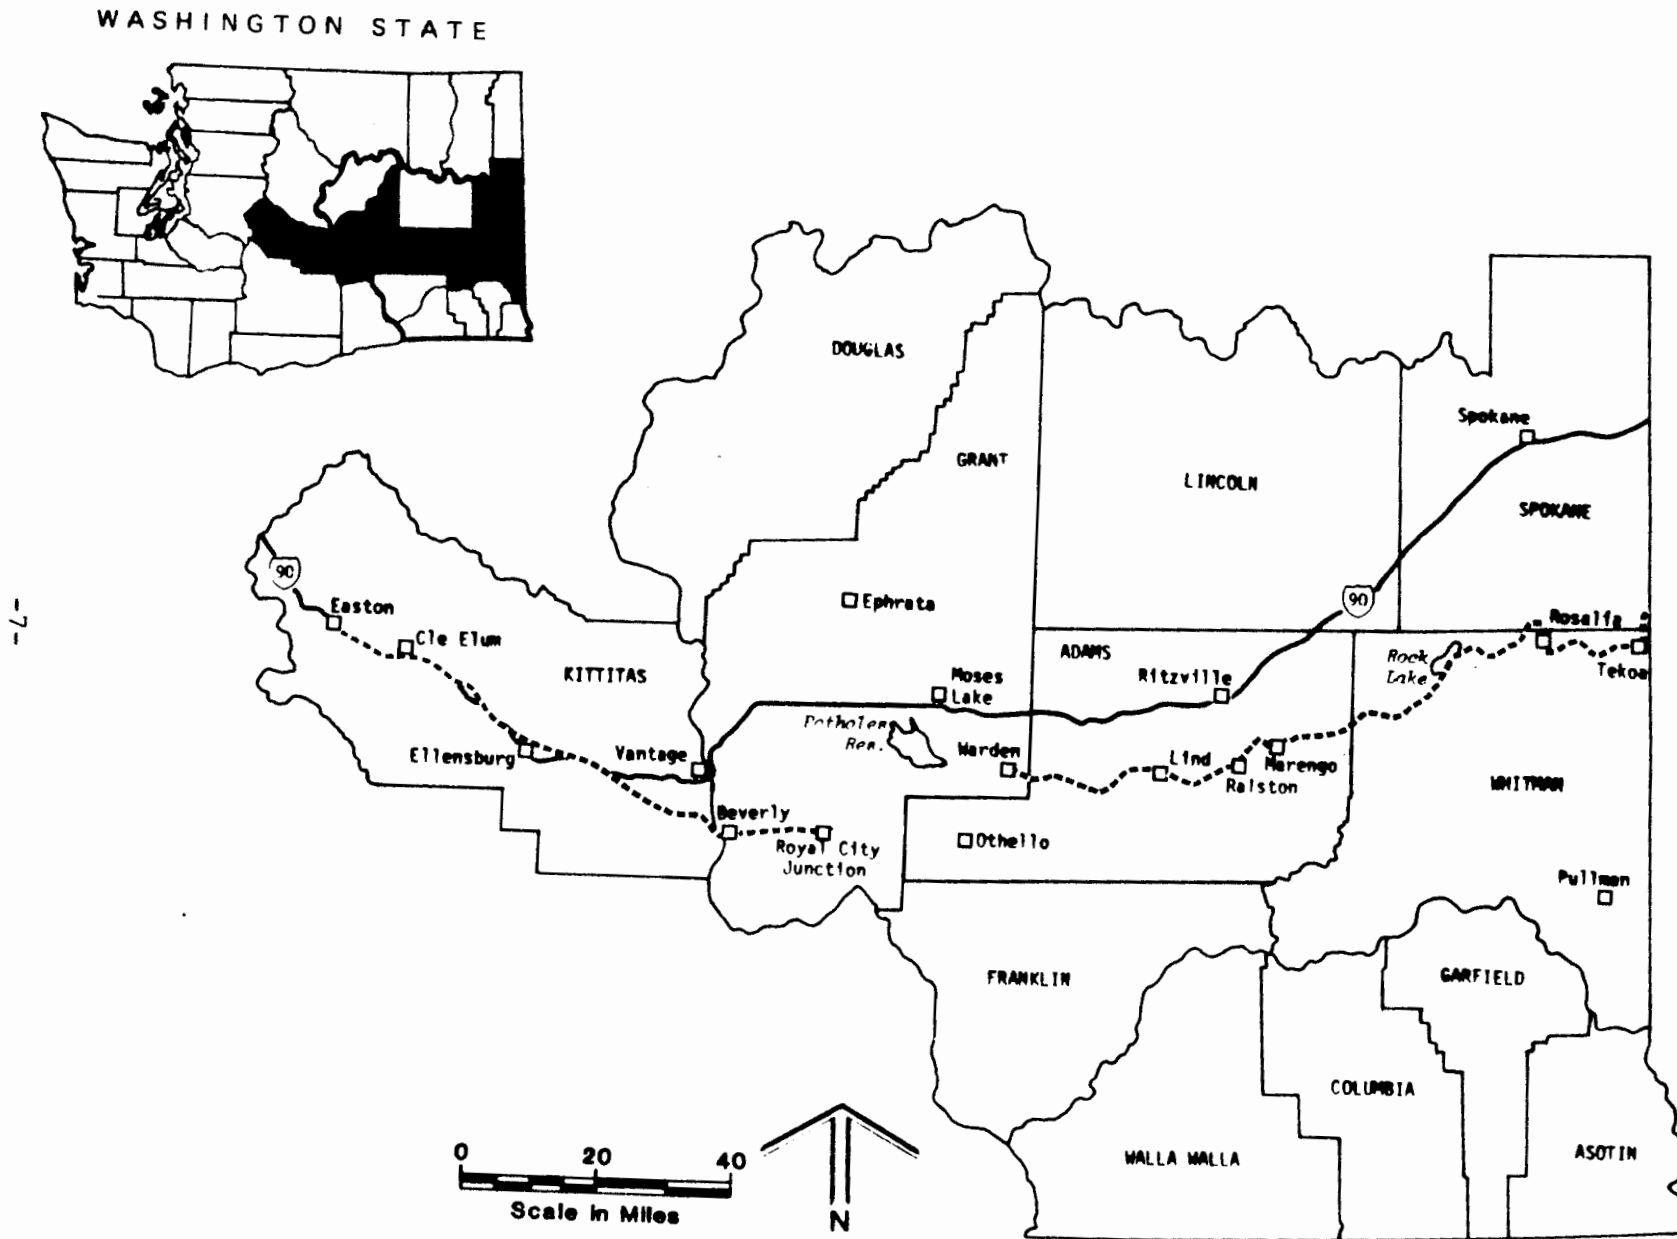 WASHINGTON STATE
DOUGLAS
Spokane
GRANT
LINCOLN
SPOKANE
90
90
Easton
Ephrata
Rosalia
Cle Elum
ADAMS
Rock
Lake
KITTITAS
Moses
Lake
Ritzville
Tekoa
Potholes
Res.
Ellensburg
Vantage
Warden
Lind
Marengo
Ralston
WHITMAN
Beverly
Royal City
Junction
Othello
Pullman
FRANKLIN
GARFIELD
COLUMBIA
WALLA WALLA
ASOTIN
0 20 40
Scale in Miles
N
-7-